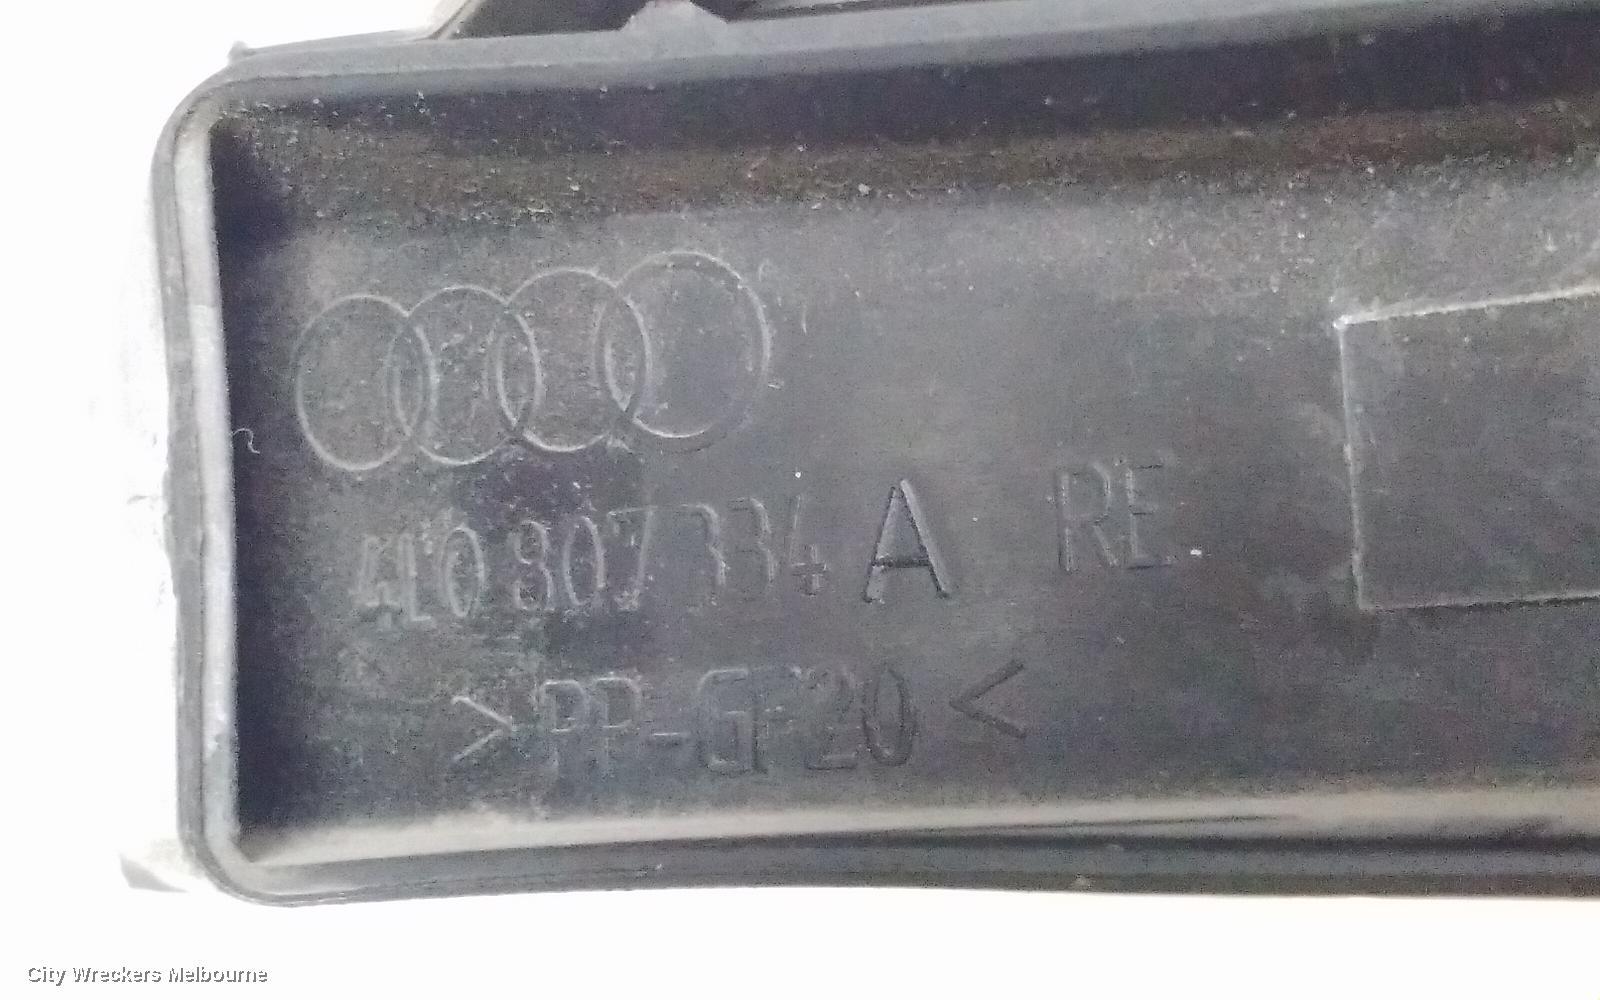 4L0 807 334 A RE
>PP-GF20<
City Wreckers Melbourne